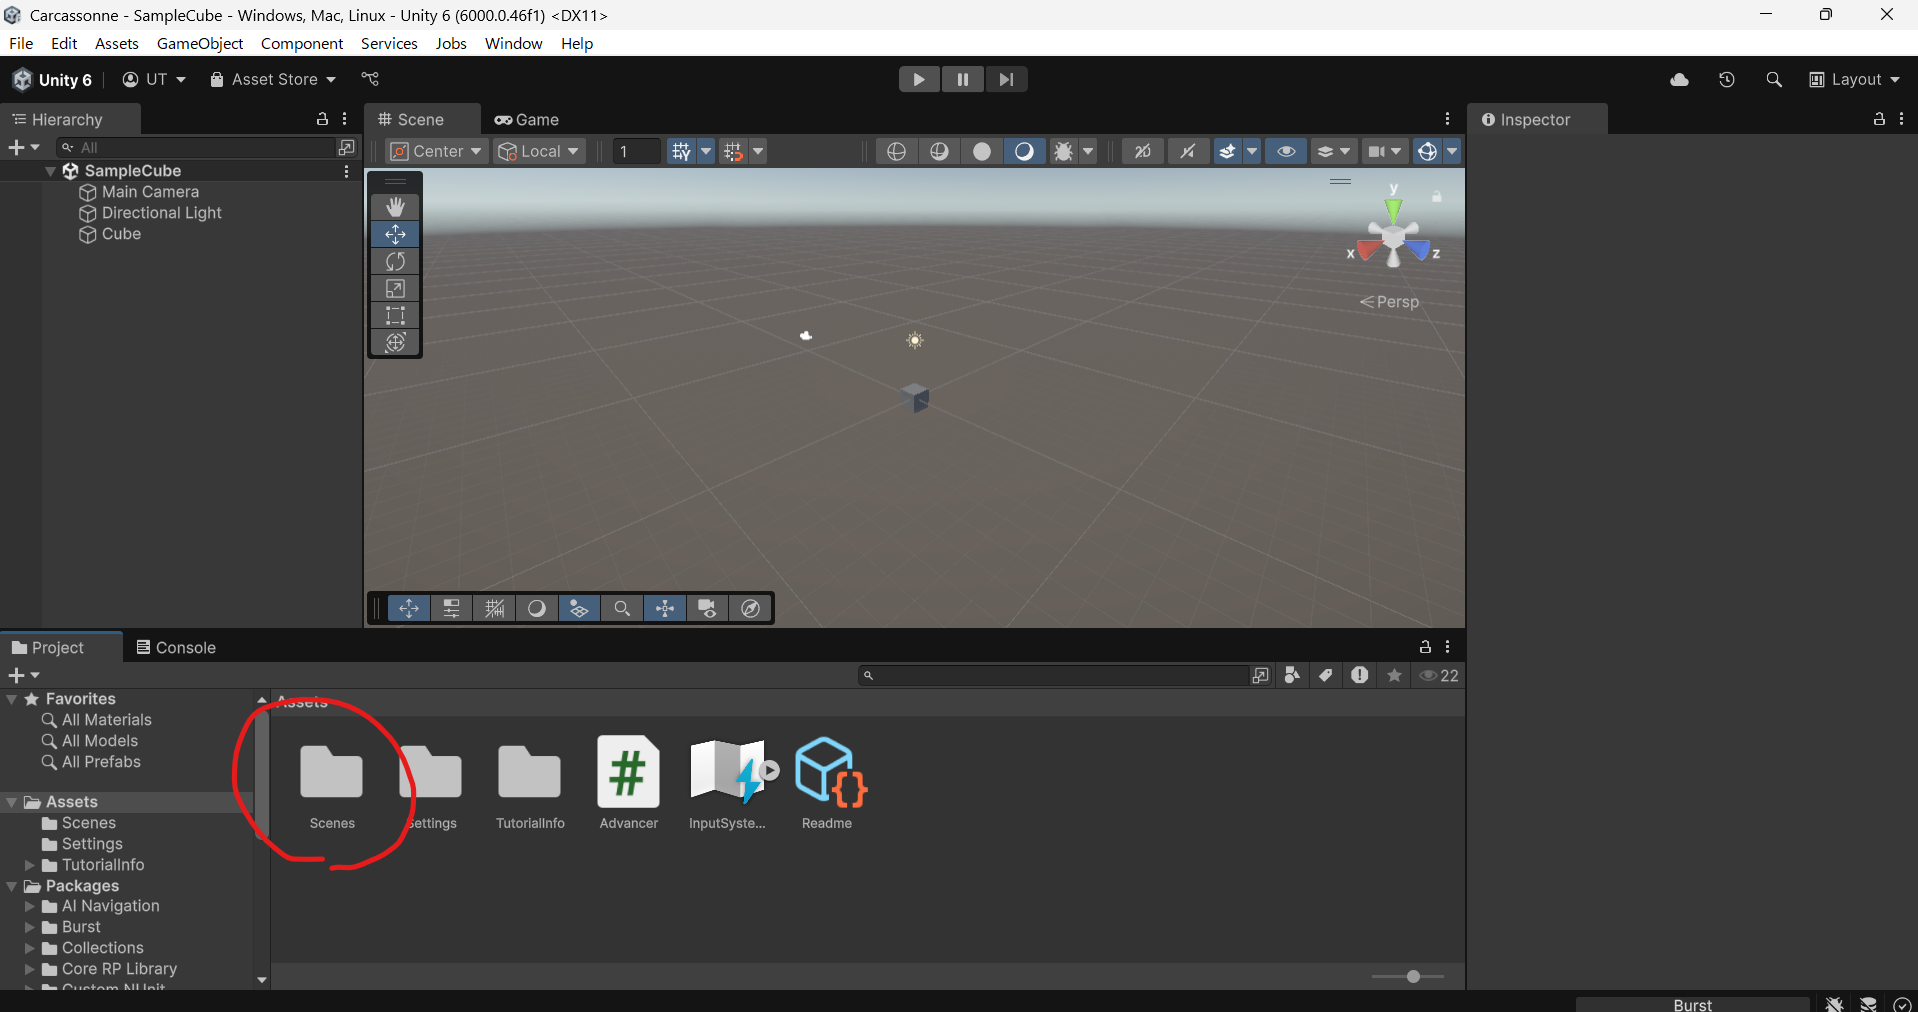 Carcassonne - SampleCube - Windows, Mac, Linux - Unity 6 (6000.0.46f1) <DX11>
File Edit Assets GameObject Component Services Jobs Window Help
Unity 6 UT Asset Store Layout
Hierarchy
All
SampleCube
Main Camera
Directional Light
Cube
Scene Game
Center Local 1 2D
y
x z
Persp
Inspector
Project Console
22
Favorites
All Materials
All Models
All Prefabs
Assets
Scenes
Settings
TutorialInfo
Packages
AI Navigation
Burst
Collections
Core RP Library
Custom NUnit
Assets
Scenes Settings TutorialInfo Advancer InputSyste... Readme
Burst